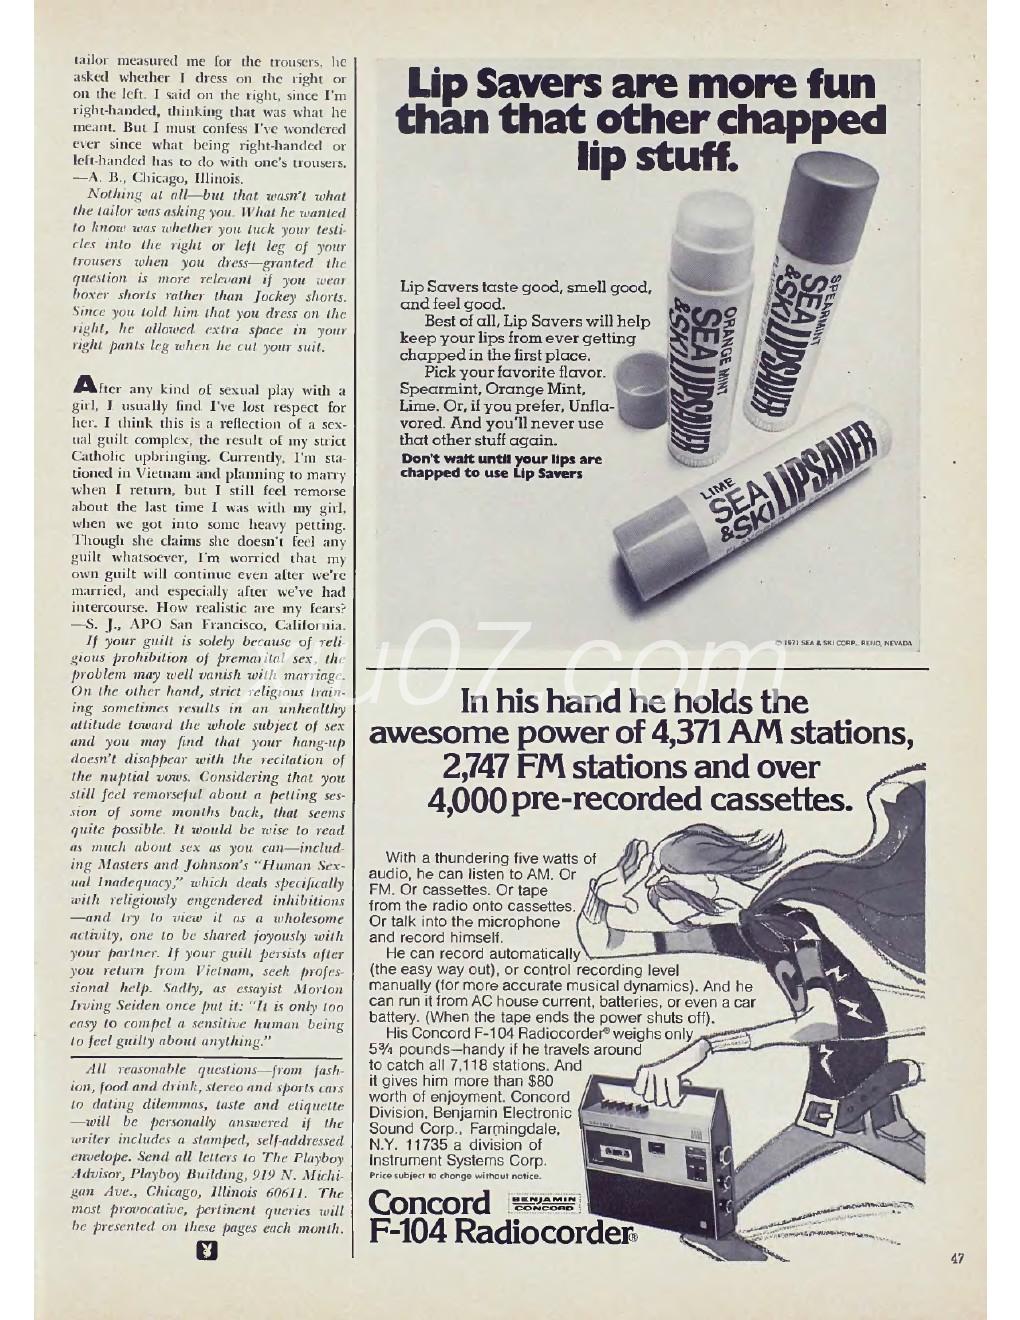 tailor measured me for the trousers, he
asked whether I dress on the right or
on the left. I said on the right, since I'm
right-handed, thinking that was what he
meant. But I must confess I've wondered
ever since what being right-handed or
left-handed has to do with one's trousers.
—A. B., Chicago, Illinois.
Nothing at all—but that wasn't what
the tailor was asking you. What he wanted
to know was whether you tuck your testi-
cles into the right or left leg of your
trousers when you dress—granted the
question is more relevant if you wear
boxer shorts rather than Jockey shorts.
Since you told him that you dress on the
right, he allowed extra space in your
right pants leg when he cut your suit.
After any kind of sexual play with a
girl, I usually find I've lost respect for
her. I think this is a reflection of a sex-
ual guilt complex, the result of my strict
Catholic upbringing. Currently, I'm sta-
tioned in Vietnam and planning to marry
when I return, but I still feel remorse
about the last time I was with my girl,
when we got into some heavy petting.
Though she claims she doesn't feel any
guilt whatsoever, I'm worried that my
own guilt will continue even after we're
married, and especially after we've had
intercourse. How realistic are my fears?
—S. J., APO San Francisco, California.
If your guilt is solely because of reli-
gious prohibition of premarital sex, the
problem may well vanish with marriage.
On the other hand, strict religious train-
ing sometimes results in an unhealthy
attitude toward the whole subject of sex
and you may find that your hang-up
doesn't disappear with the recitation of
the nuptial vows. Considering that you
still feel remorseful about a petting ses-
sion of some months back, that seems
quite possible. It would be wise to read
as much about sex as you can—includ-
ing Masters and Johnson's "Human Sex-
ual Inadequacy," which deals specifically
with religiously engendered inhibitions
—and try to view it as a wholesome
activity, one to be shared joyously with
your partner. If your guilt persists after
you return from Vietnam, seek profes-
sional help. Sadly, as essayist Morton
Irving Seiden once put it: "It is only too
easy to compel a sensitive human being
to feel guilty about anything."
All reasonable questions—from fash-
ion, food and drink, stereo and sports cars
to dating dilemmas, taste and etiquette
—will be personally answered if the
writer includes a stamped, self-addressed
envelope. Send all letters to The Playboy
Advisor, Playboy Building, 919 N. Michi-
gan Ave., Chicago, Illinois 60611. The
most provocative, pertinent queries will
be presented on these pages each month.
Lip Savers are more fun
than that other chapped
lip stuff.
Lip Savers taste good, smell good,
and feel good.
Best of all, Lip Savers will help
keep your lips from ever getting
chapped in the first place.
Pick your favorite flavor.
Spearmint, Orange Mint,
Lime. Or, if you prefer, Unfla-
vored. And you'll never use
that other stuff again.
Don't wait until your lips are
chapped to use Lip Savers
ORANGE MINT
SEA & SKI LIPSAVER
SPEARMINT
SEA & SKI LIPSAVER
LIME
SEA & SKI LIPSAVER
© 1971 SEA & SKI CORP., RENO, NEVADA
xiu07.com
In his hand he holds the
awesome power of 4,371 AM stations,
2,747 FM stations and over
4,000 pre-recorded cassettes.
With a thundering five watts of
audio, he can listen to AM. Or
FM. Or cassettes. Or tape
from the radio onto cassettes.
Or talk into the microphone
and record himself.
He can record automatically
(the easy way out), or control recording level
manually (for more accurate musical dynamics). And he
can run it from AC house current, batteries, or even a car
battery. (When the tape ends the power shuts off).
His Concord F-104 Radiocorder® weighs only
5¾ pounds—handy if he travels around
to catch all 7,118 stations. And
it gives him more than $80
worth of enjoyment. Concord
Division, Benjamin Electronic
Sound Corp., Farmingdale,
N.Y. 11735 a division of
Instrument Systems Corp.
Price subject to change without notice.
Concord
BENJAMIN
CONCORD
F-104 Radiocorder®
47